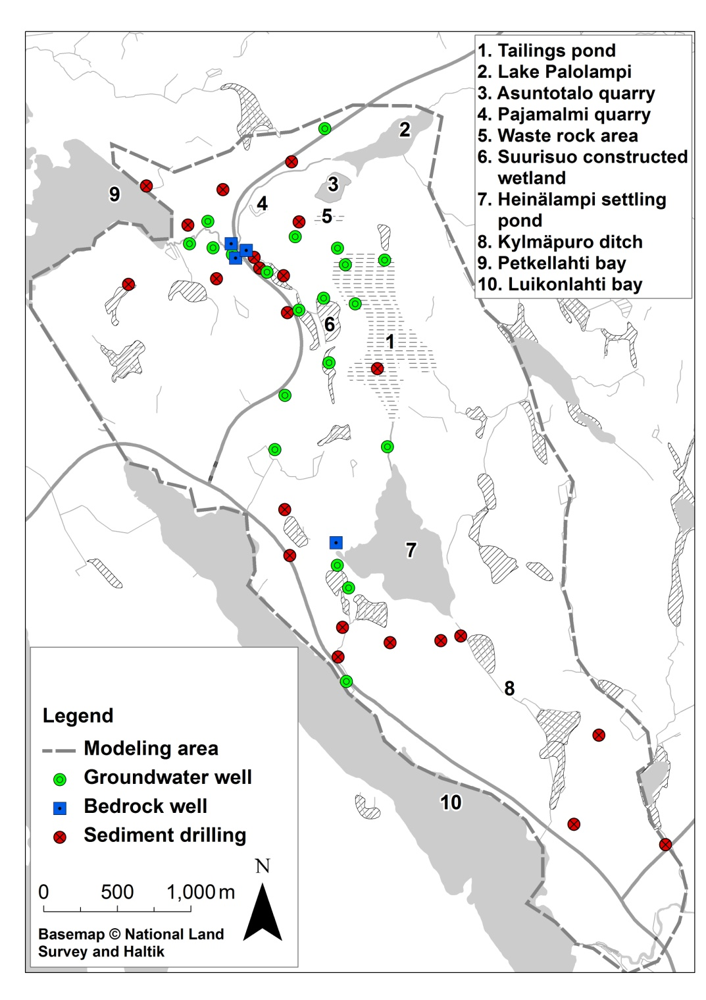 1. Tailings pond
2. Lake Palolampi
3. Asuntotalo quarry
4. Pajamalmi quarry
5. Waste rock area
6. Suurisuo constructed
wetland
7. Heinälampi settling
pond
8. Kylmäpuro ditch
9. Petkellahti bay
10. Luikonlahti bay
2
3
9
4
5
6
1
7
8
10
Legend
Modeling area
Groundwater well
Bedrock well
Sediment drilling
N
0 500 1,000 m
Basemap © National Land
Survey and Haltik